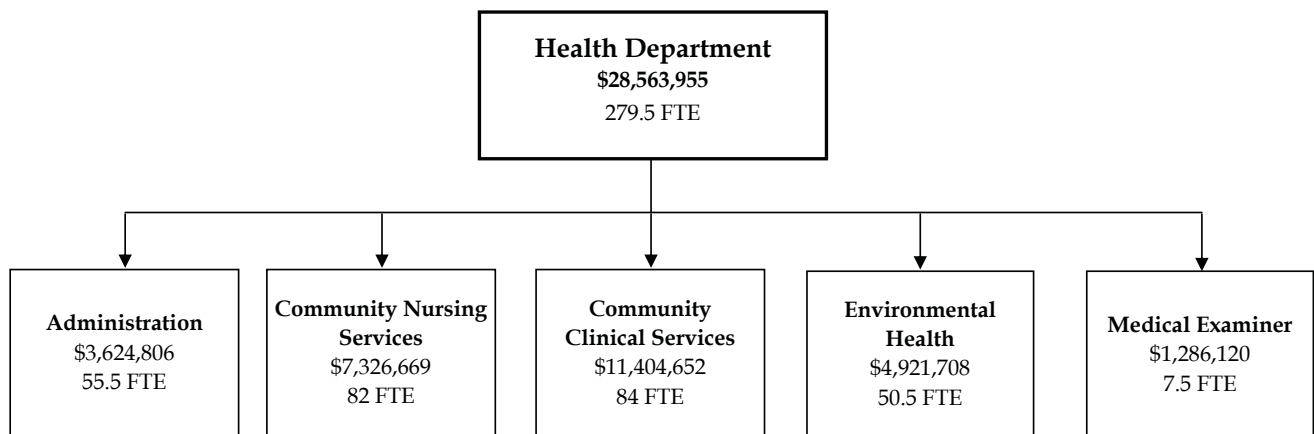 Health Department
$28,563,955
279.5 FTE
Administration
$3,624,806
55.5 FTE
Community Nursing
Services
$7,326,669
82 FTE
Community
Clinical Services
$11,404,652
84 FTE
Environmental
Health
$4,921,708
50.5 FTE
Medical Examiner
$1,286,120
7.5 FTE